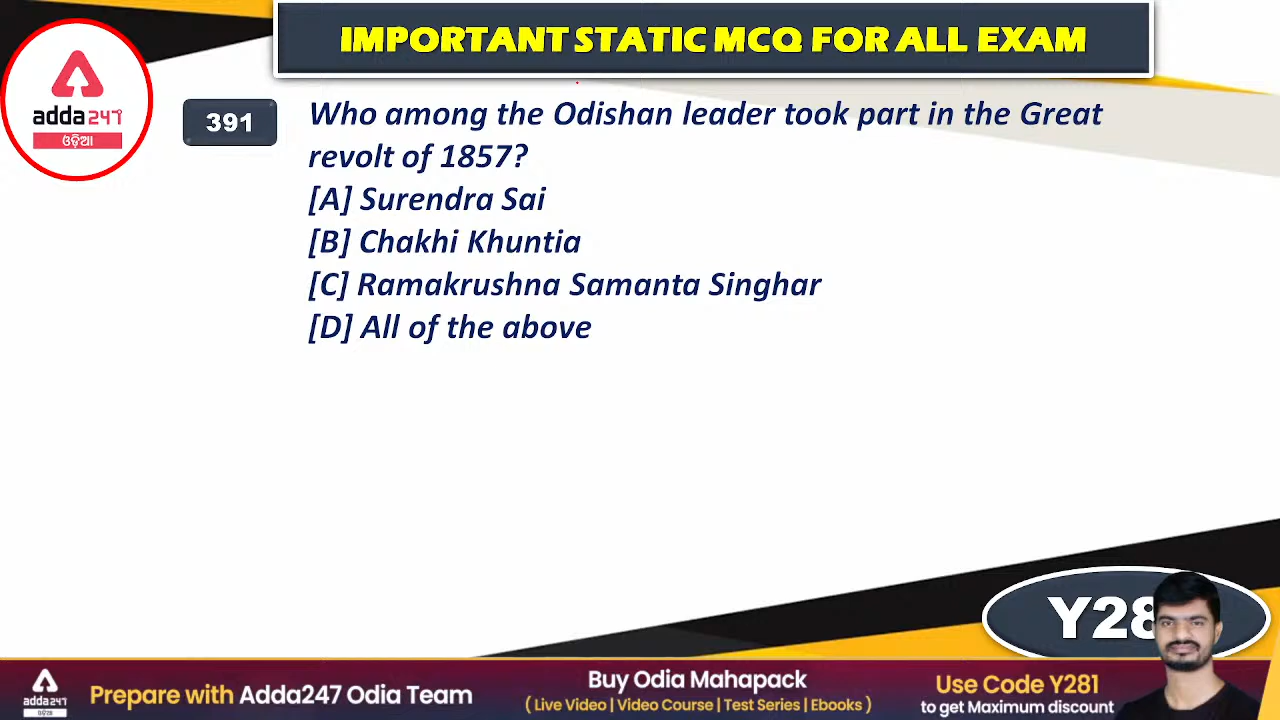 IMPORTANT STATIC MCQ FOR ALL EXAM
adda247
ଓଡ଼ିଆ
391
Who among the Odishan leader took part in the Great
revolt of 1857?
[A] Surendra Sai
[B] Chakhi Khuntia
[C] Ramakrushna Samanta Singhar
[D] All of the above
Y28
adda247
ଓଡ଼ିଆ
Prepare with Adda247 Odia Team
Buy Odia Mahapack
( Live Video | Video Course | Test Series | Ebooks )
Use Code Y281
to get Maximum discount